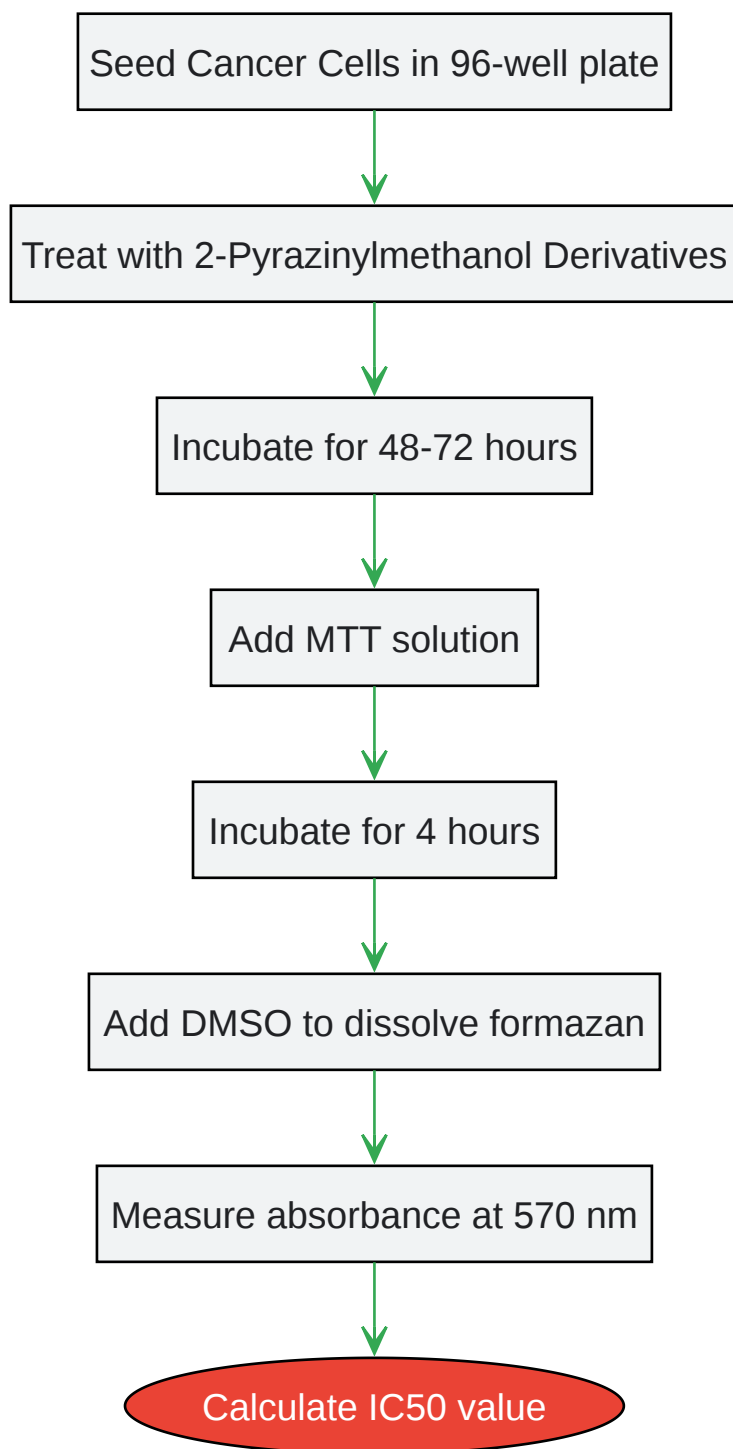 Seed Cancer Cells in 96-well plate
Treat with 2-Pyrazinylmethanol Derivatives
Incubate for 48-72 hours
Add MTT solution
Incubate for 4 hours
Add DMSO to dissolve formazan
Measure absorbance at 570 nm
Calculate IC50 value